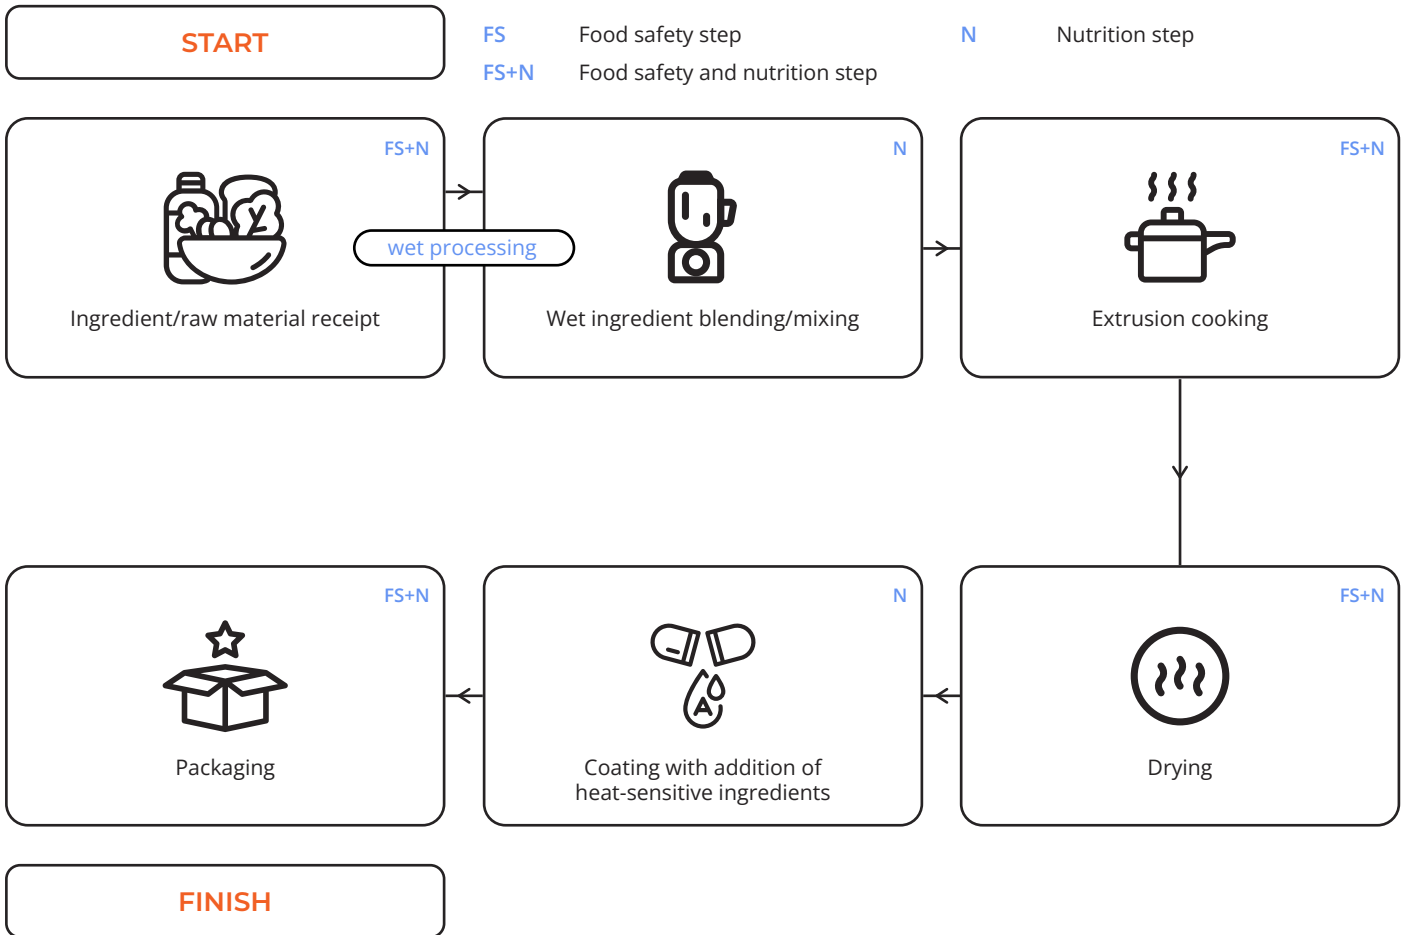 START
FS Food safety step
N Nutrition step
FS+N Food safety and nutrition step
FS+N
Ingredient/raw material receipt
wet processing
N
Wet ingredient blending/mixing
FS+N
Extrusion cooking
FS+N
Drying
N
A
Coating with addition of
heat-sensitive ingredients
FS+N
Packaging
FINISH